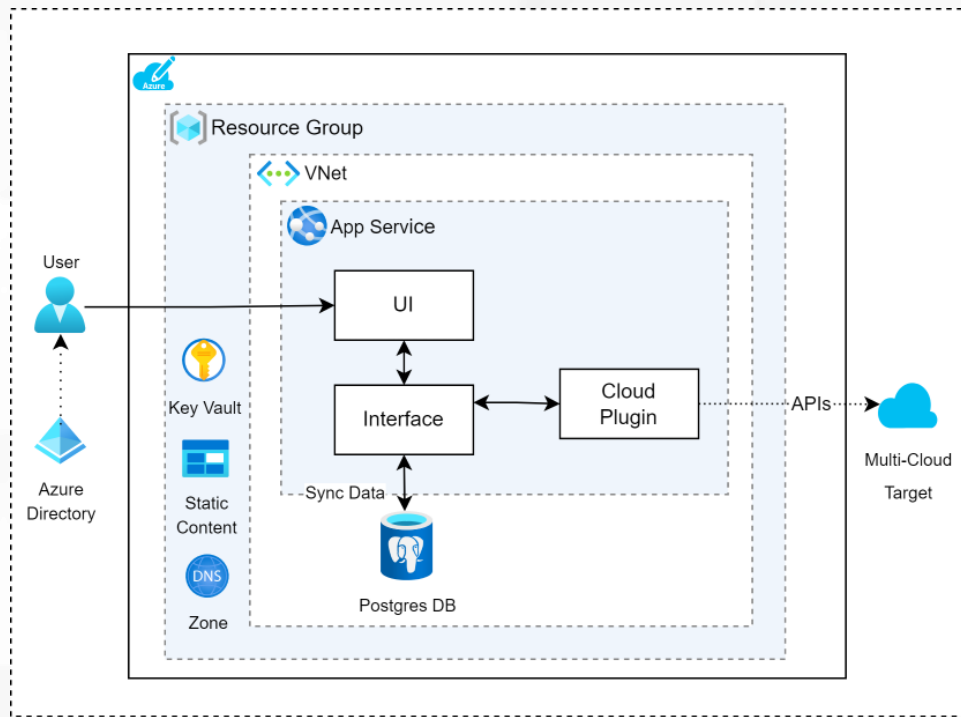 Azure
Resource Group
VNet
App Service
User
UI
Key Vault
Interface
Cloud
Plugin
APIs
Multi-Cloud
Target
Azure
Directory
Static
Content
Sync Data
DNS
Zone
Postgres DB